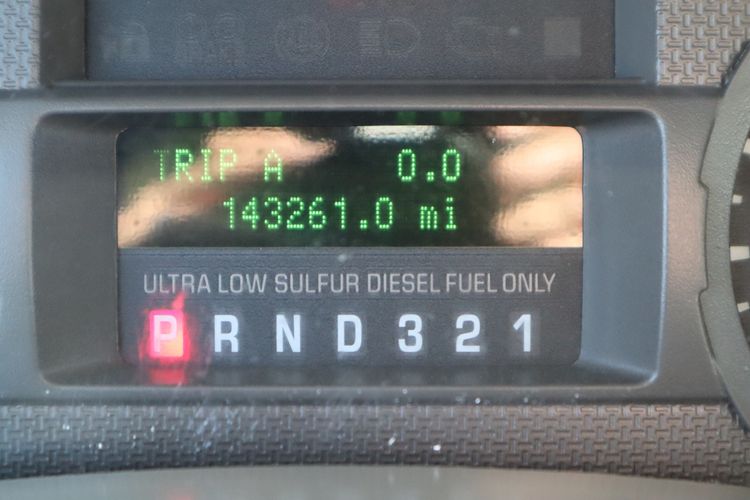 TRIP A 0.0
143261.0 mi
ULTRA LOW SULFUR DIESEL FUEL ONLY
P R N D 3 2 1